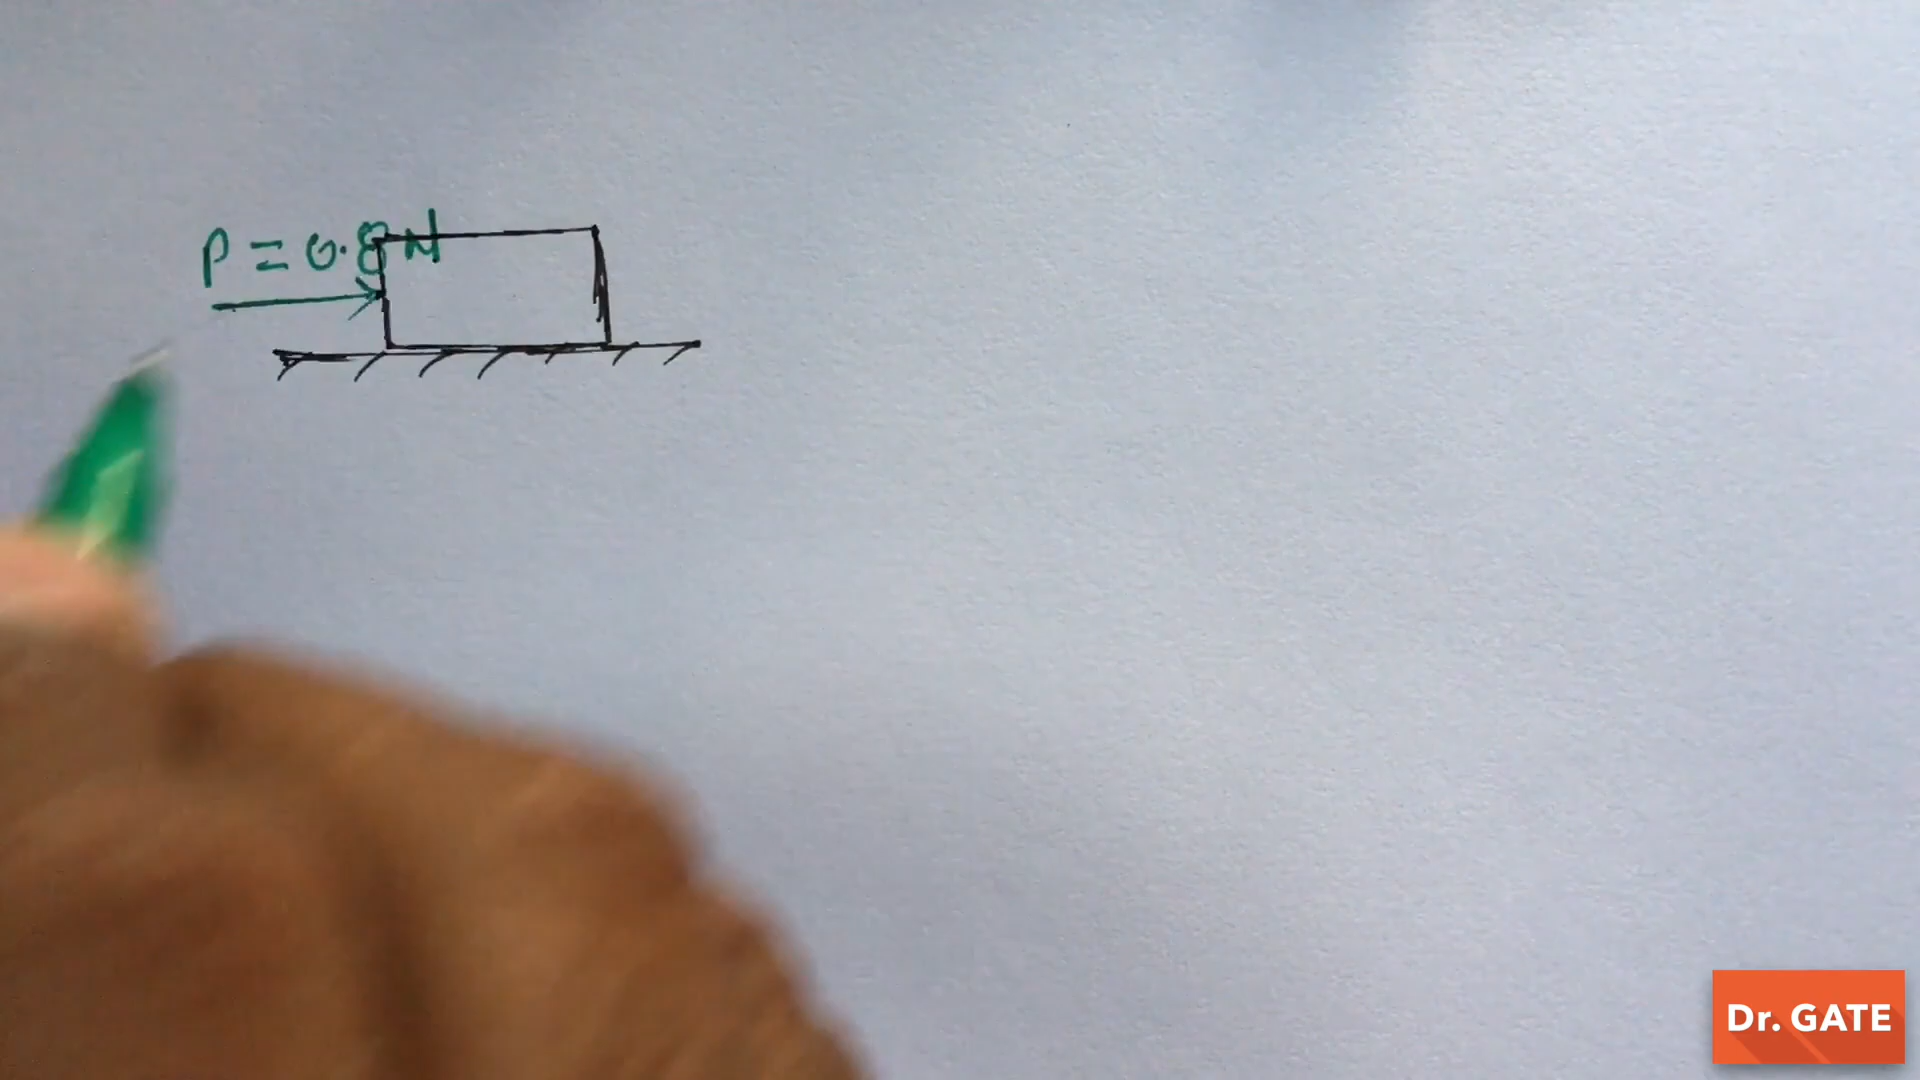 P = 0.8N
Dr. GATE